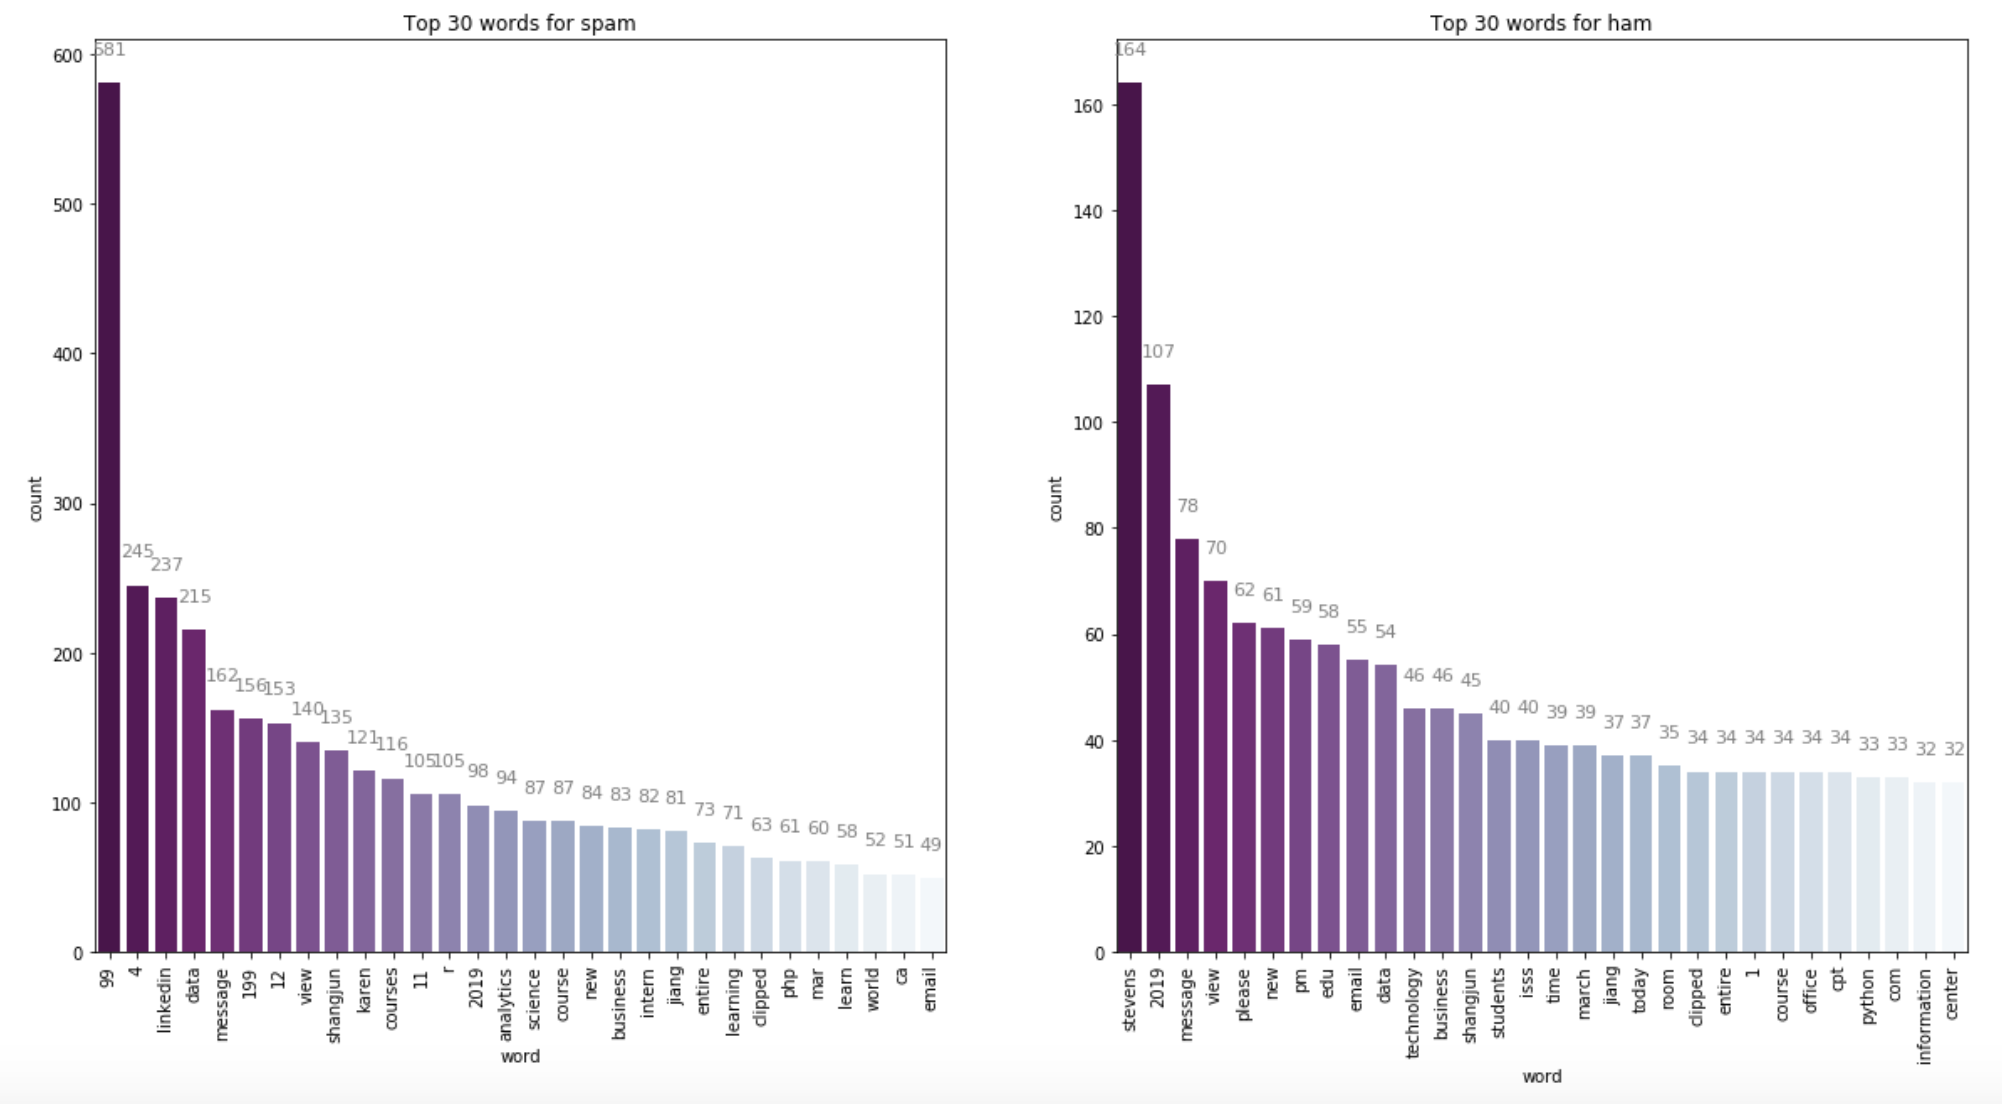 Top 30 words for spam
600
500
400
300
200
100
0
count
581
245
237
215
162
156
153
140
135
121
116
105
105
98
94
87
87
84
83
82
81
73
71
63
61
60
58
52
51
49
99
4
linkedin
data
message
199
12
view
shangjun
karen
courses
11
r
2019
analytics
science
course
new
business
intern
jiang
entire
learning
clipped
php
mar
learn
world
ca
email
word
Top 30 words for ham
160
140
120
100
80
60
40
20
0
count
164
107
78
70
62
61
59
58
55
54
46
46
45
40
40
39
39
37
37
35
34
34
34
34
34
34
33
33
32
32
stevens
2019
message
view
please
new
pm
edu
email
data
technology
business
shangjun
students
isss
time
march
jiang
today
room
clipped
entire
1
course
office
cpt
python
com
information
center
word